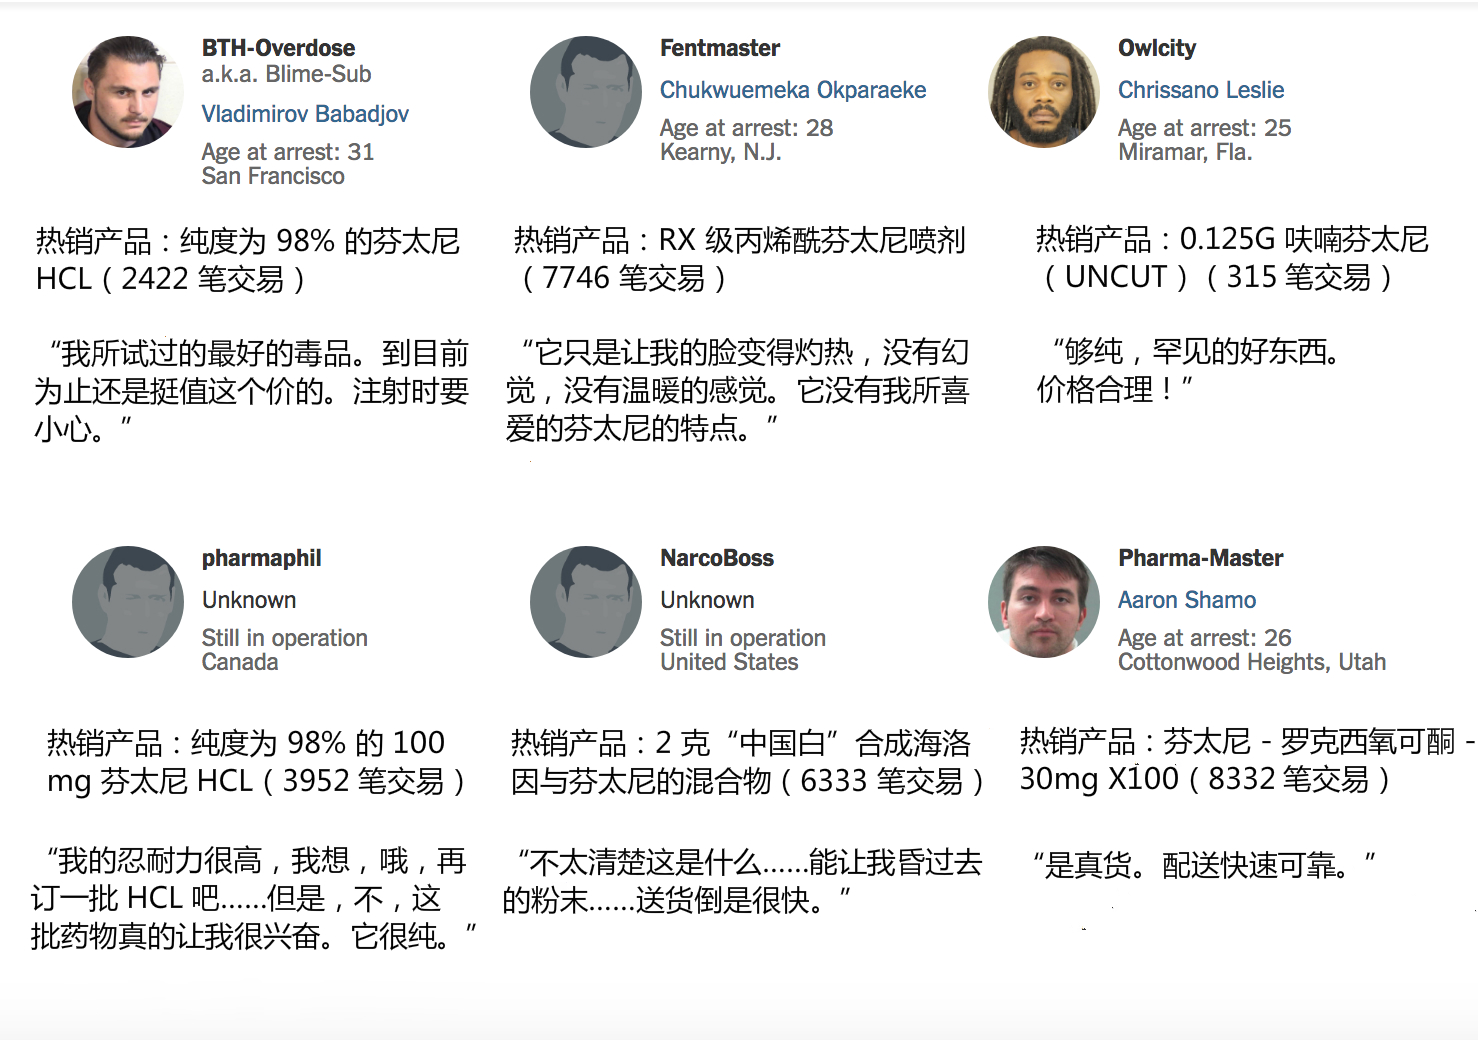 BTH-Overdose
a.k.a. Blime-Sub
Vladimirov Babadjov
Age at arrest: 31
San Francisco
热销产品：纯度为 98% 的芬太尼
HCL（2422 笔交易）
“我所试过的最好的毒品。到目前
为止还是挺值这个价的。注射时要
小心。”
Fentmaster
Chukwuemeka Okparaeke
Age at arrest: 28
Kearny, N.J.
热销产品：RX 级丙烯酰芬太尼喷剂
（7746 笔交易）
“它只是让我的脸变得灼热，没有幻
觉，没有温暖的感觉。它没有我所喜
爱的芬太尼的特点。”
Owlcity
Chrissano Leslie
Age at arrest: 25
Miramar, Fla.
热销产品：0.125G 呋喃芬太尼
（UNCUT）（315 笔交易）
“够纯，罕见的好东西。
价格合理！”
pharmaphil
Unknown
Still in operation
Canada
热销产品：纯度为 98% 的 100
mg 芬太尼 HCL（3952 笔交易）
“我的忍耐力很高，我想，哦，再
订一批 HCL 吧......但是，不，这
批药物真的让我很兴奋。它很纯。”
NarcoBoss
Unknown
Still in operation
United States
热销产品：2 克“中国白”合成海洛
因与芬太尼的混合物（6333 笔交易）
“不太清楚这是什么......能让我昏过去
的粉末......送货倒是很快。”
Pharma-Master
Aaron Shamo
Age at arrest: 26
Cottonwood Heights, Utah
热销产品：芬太尼 - 罗克西氧可酮 -
30mg X100（8332 笔交易）
“是真货。配送快速可靠。”